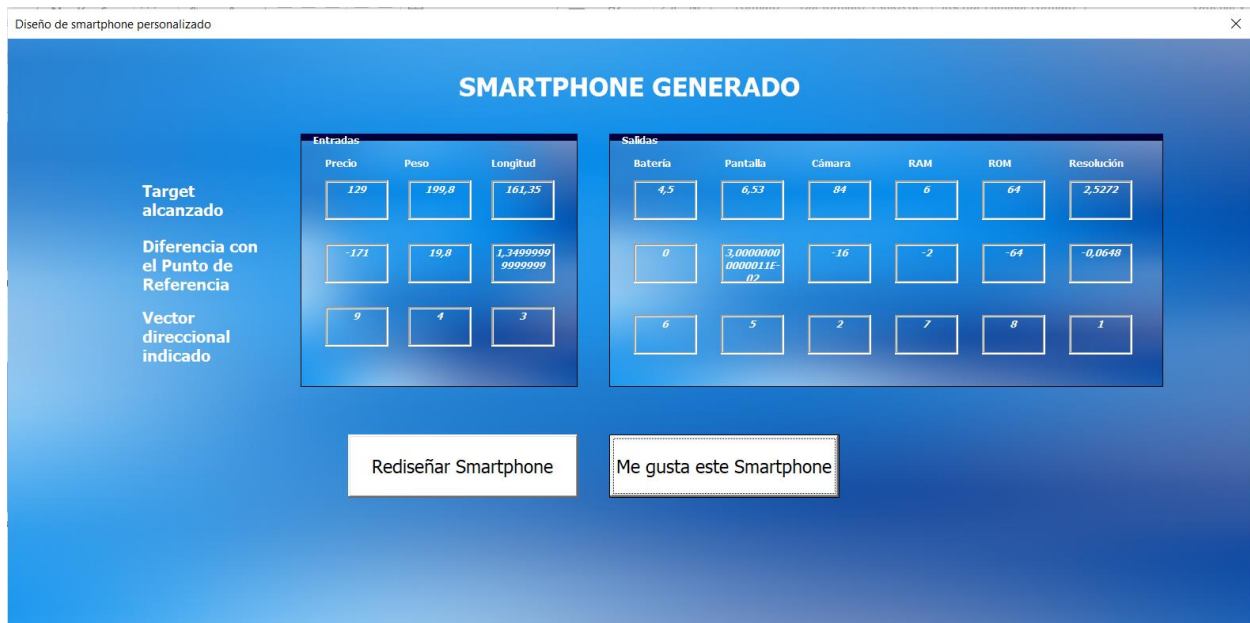 Diseño de smartphone personalizado
SMARTPHONE GENERADO
Entradas
Salidas
Precio Peso Longitud
Batería Pantalla Cámara RAM ROM Resolución
Target
alcanzado
129 199,8 161,35 4,5 6,53 84 6 64 2,5272
Diferencia con
el Punto de
Referencia
-171 19,8 1,3499999
9999999
0 3,0000000
0000011E-
02
-16 -2 -64 -0,0648
Vector
direccional
indicado
9 4 3 6 5 2 7 8 1
Rediseñar Smartphone
Me gusta este Smartphone